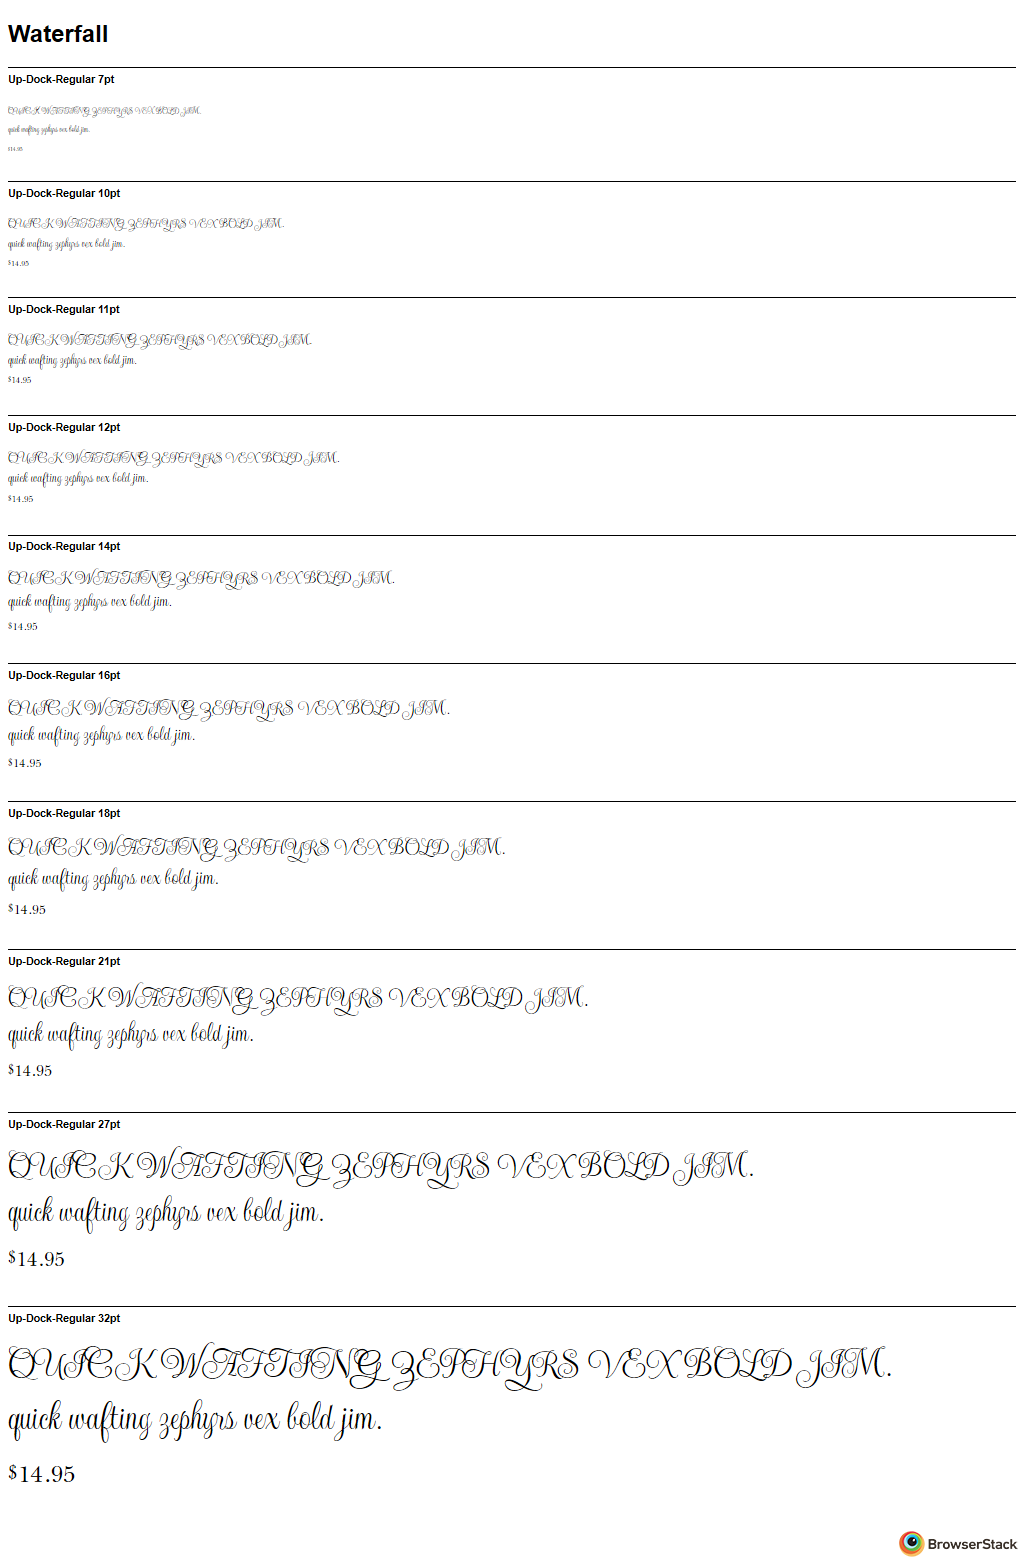 Waterfall
Up-Dock-Regular 7pt
QUICK WAFTING ZEPHYRS VEX BOLD JIM.
quick wafting zephyrs vex bold jim.
$14.95
Up-Dock-Regular 10pt
QUICK WAFTING ZEPHYRS VEX BOLD JIM.
quick wafting zephyrs vex bold jim.
$14.95
Up-Dock-Regular 11pt
QUICK WAFTING ZEPHYRS VEX BOLD JIM.
quick wafting zephyrs vex bold jim.
$14.95
Up-Dock-Regular 12pt
QUICK WAFTING ZEPHYRS VEX BOLD JIM.
quick wafting zephyrs vex bold jim.
$14.95
Up-Dock-Regular 14pt
QUICK WAFTING ZEPHYRS VEX BOLD JIM.
quick wafting zephyrs vex bold jim.
$14.95
Up-Dock-Regular 16pt
QUICK WAFTING ZEPHYRS VEX BOLD JIM.
quick wafting zephyrs vex bold jim.
$14.95
Up-Dock-Regular 18pt
QUICK WAFTING ZEPHYRS VEX BOLD JIM.
quick wafting zephyrs vex bold jim.
$14.95
Up-Dock-Regular 21pt
QUICK WAFTING ZEPHYRS VEX BOLD JIM.
quick wafting zephyrs vex bold jim.
$14.95
Up-Dock-Regular 27pt
QUICK WAFTING ZEPHYRS VEX BOLD JIM.
quick wafting zephyrs vex bold jim.
$14.95
Up-Dock-Regular 32pt
QUICK WAFTING ZEPHYRS VEX BOLD JIM.
quick wafting zephyrs vex bold jim.
$14.95
BrowserStack